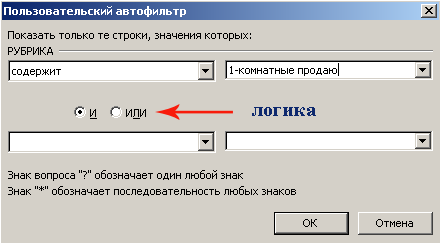 Пользовательский автофильтр
Показать только те строки, значения которых:
РУБРИКА
содержит 1-комнатные продаю
И ИЛИ логика
Знак вопроса "?" обозначает один любой знак
Знак "*" обозначает последовательность любых знаков
ОК Отмена